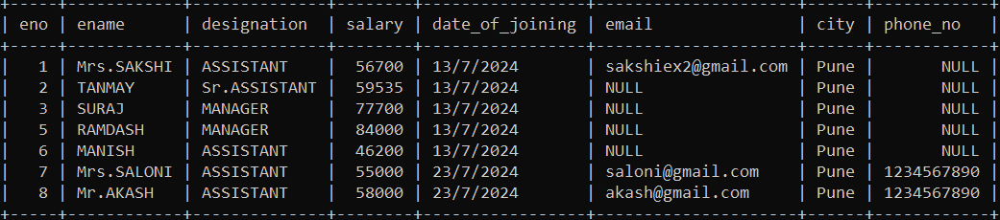 | eno | ename | designation | salary | date_of_joining | email | city | phone_no |
| 1 | Mrs.SAKSHI | ASSISTANT | 56700 | 13/7/2024 | sakshiex2@gmail.com | Pune | NULL |
| 2 | TANMAY | Sr.ASSISTANT | 59535 | 13/7/2024 | NULL | Pune | NULL |
| 3 | SURAJ | MANAGER | 77700 | 13/7/2024 | NULL | Pune | NULL |
| 5 | RAMDASH | MANAGER | 84000 | 13/7/2024 | NULL | Pune | NULL |
| 6 | MANISH | ASSISTANT | 46200 | 13/7/2024 | NULL | Pune | NULL |
| 7 | Mrs.SALONI | ASSISTANT | 55000 | 23/7/2024 | saloni@gmail.com | Pune | 1234567890 |
| 8 | Mr.AKASH | ASSISTANT | 58000 | 23/7/2024 | akash@gmail.com | Pune | 1234567890 |